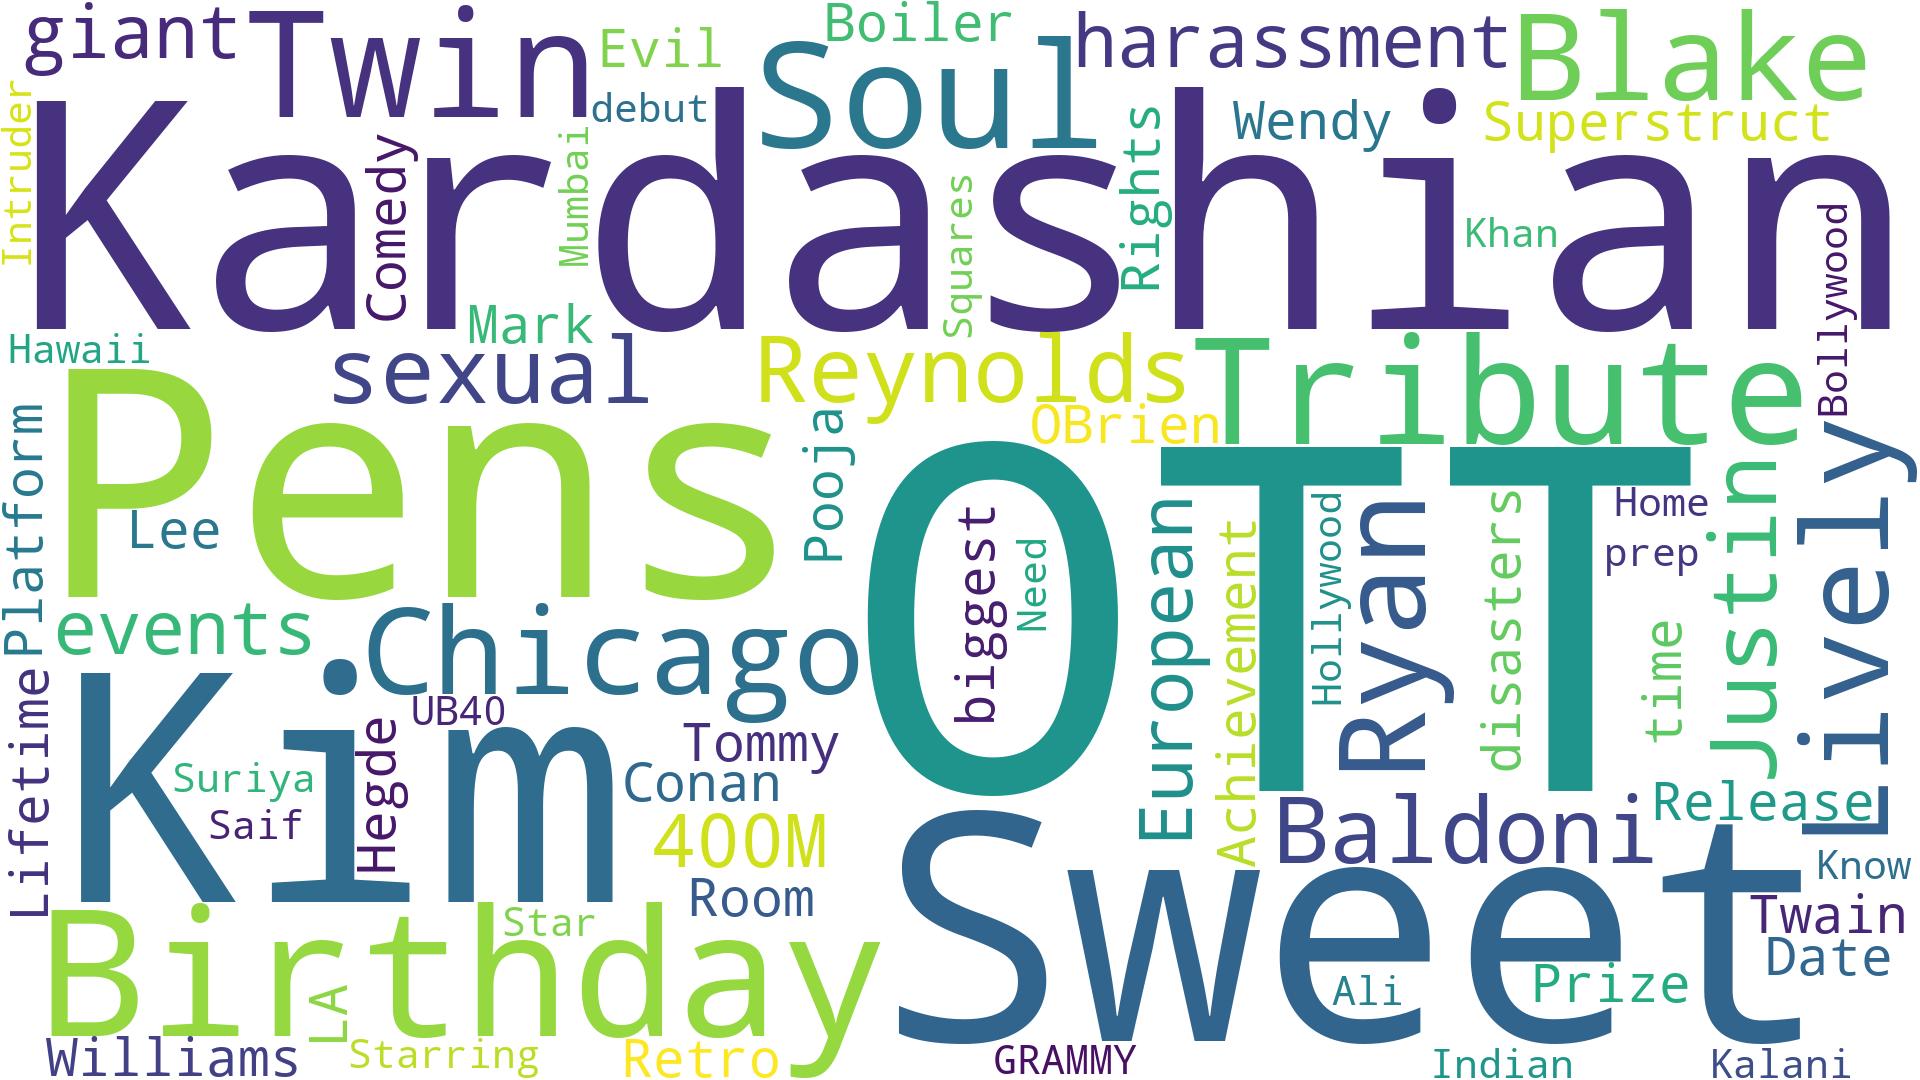 giant
Twin
Evil
Boiler
harassment
Blake
Soul
debut
Wendy
Superstruct
Intruder
Kardashian
Comedy
Mumbai
Squares
Rights
Khan
Bollywood
Hawaii
Mark
sexual
Reynolds
Tribute
OBrien
Platform
Pens
Lee
Pooja
OTT
biggest
Need
European
Achievement
Hollywood
Ryan
disasters
Home
prep
time
Justin
Lively
events
Chicago
Kim
UB40
Lifetime
Suriya
Saif
Hegde
Tommy
Conan
400M
Room
Sweet
Baldoni
Release
Know
Twain
Date
Birthday
Star
LA
Ali
Prize
Williams
Starring
Retro
GRAMMY
Indian
Kalani